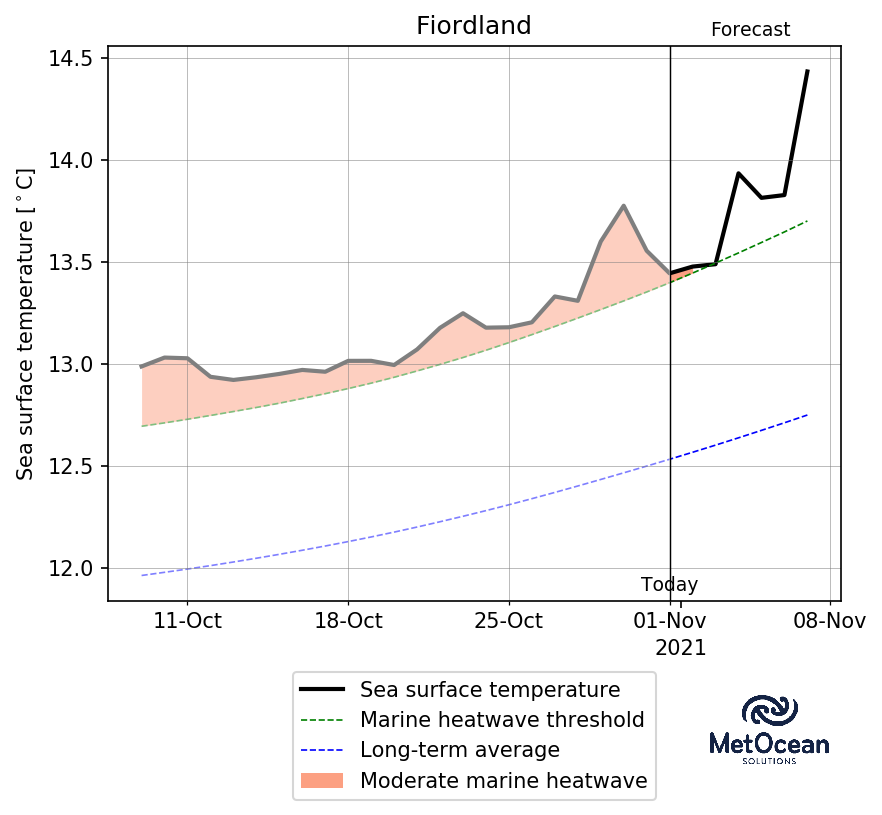 Fiordland
Forecast
Sea surface temperature [°C]
14.5
14.0
13.5
13.0
12.5
12.0
Today
11-Oct 18-Oct 25-Oct 01-Nov 08-Nov
2021
Sea surface temperature
Marine heatwave threshold
Long-term average
Moderate marine heatwave
MetOcean
SOLUTIONS